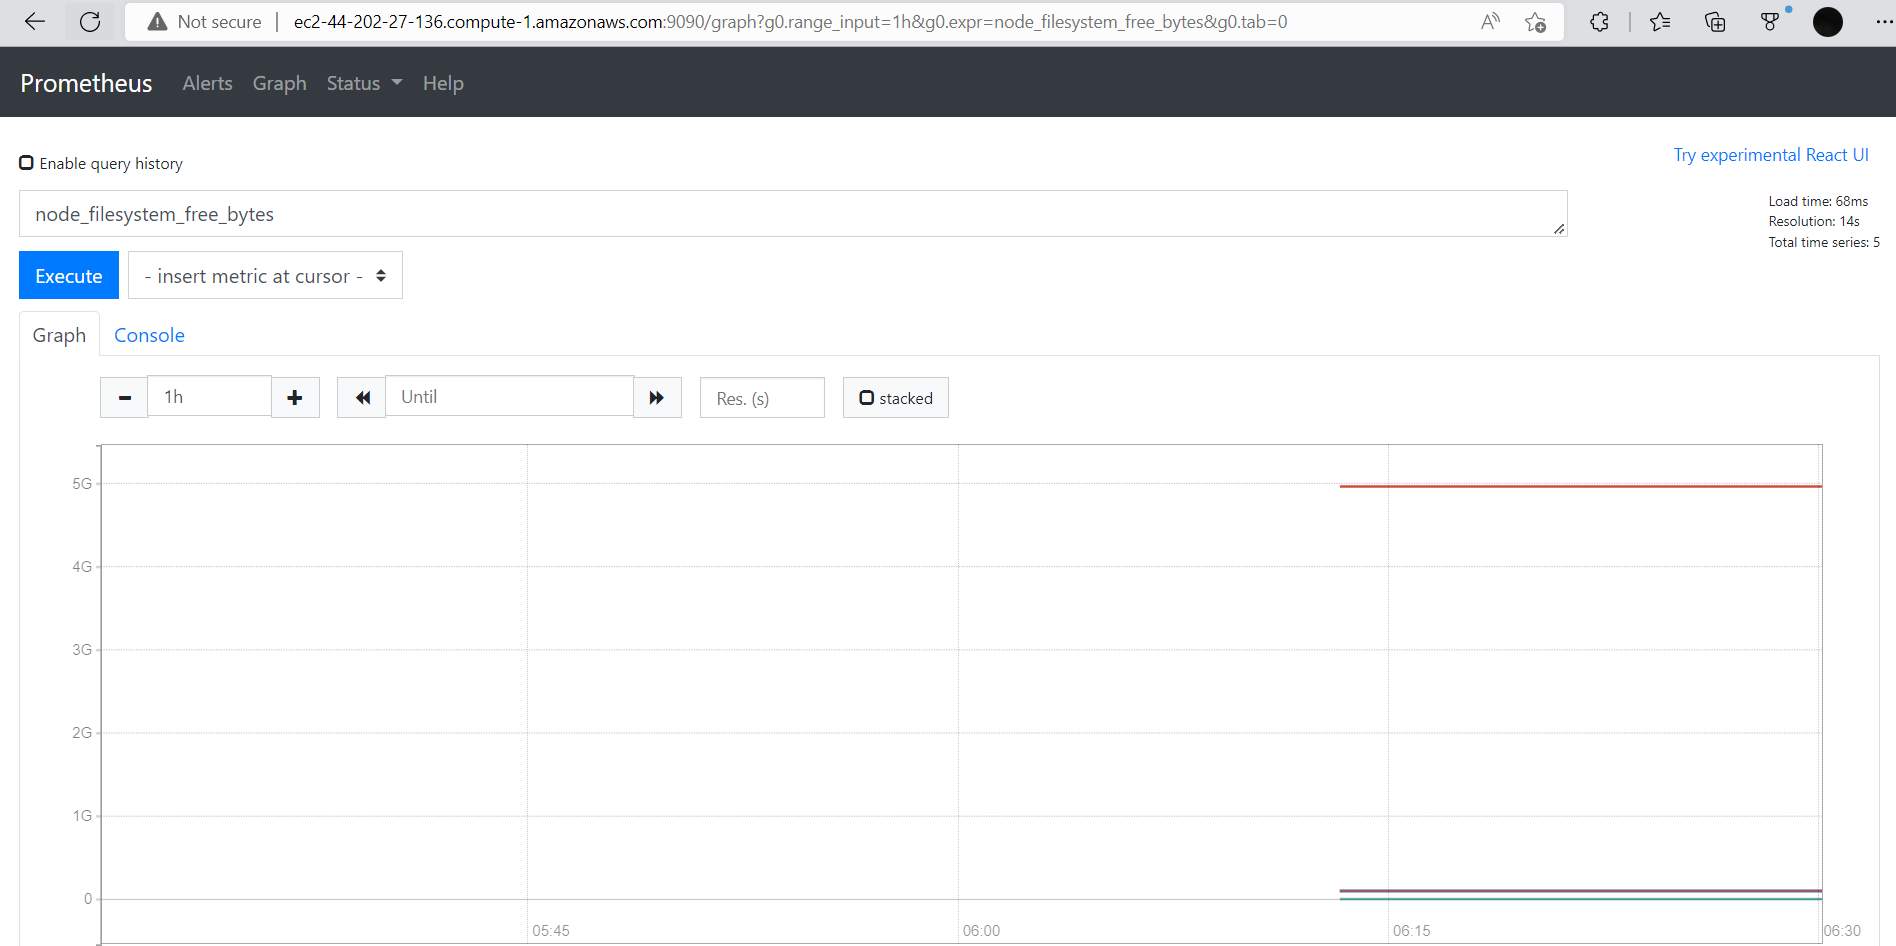 Not secure | ec2-44-202-27-136.compute-1.amazonaws.com:9090/graph?g0.range_input=1h&g0.expr=node_filesystem_free_bytes&g0.tab=0
Prometheus Alerts Graph Status Help
Enable query history
Try experimental React UI
node_filesystem_free_bytes
Load time: 68ms
Resolution: 14s
Total time series: 5
Execute - insert metric at cursor -
Graph Console
1h Until Res. (s) stacked
5G
4G
3G
2G
1G
0
05:45 06:00 06:15 06:30